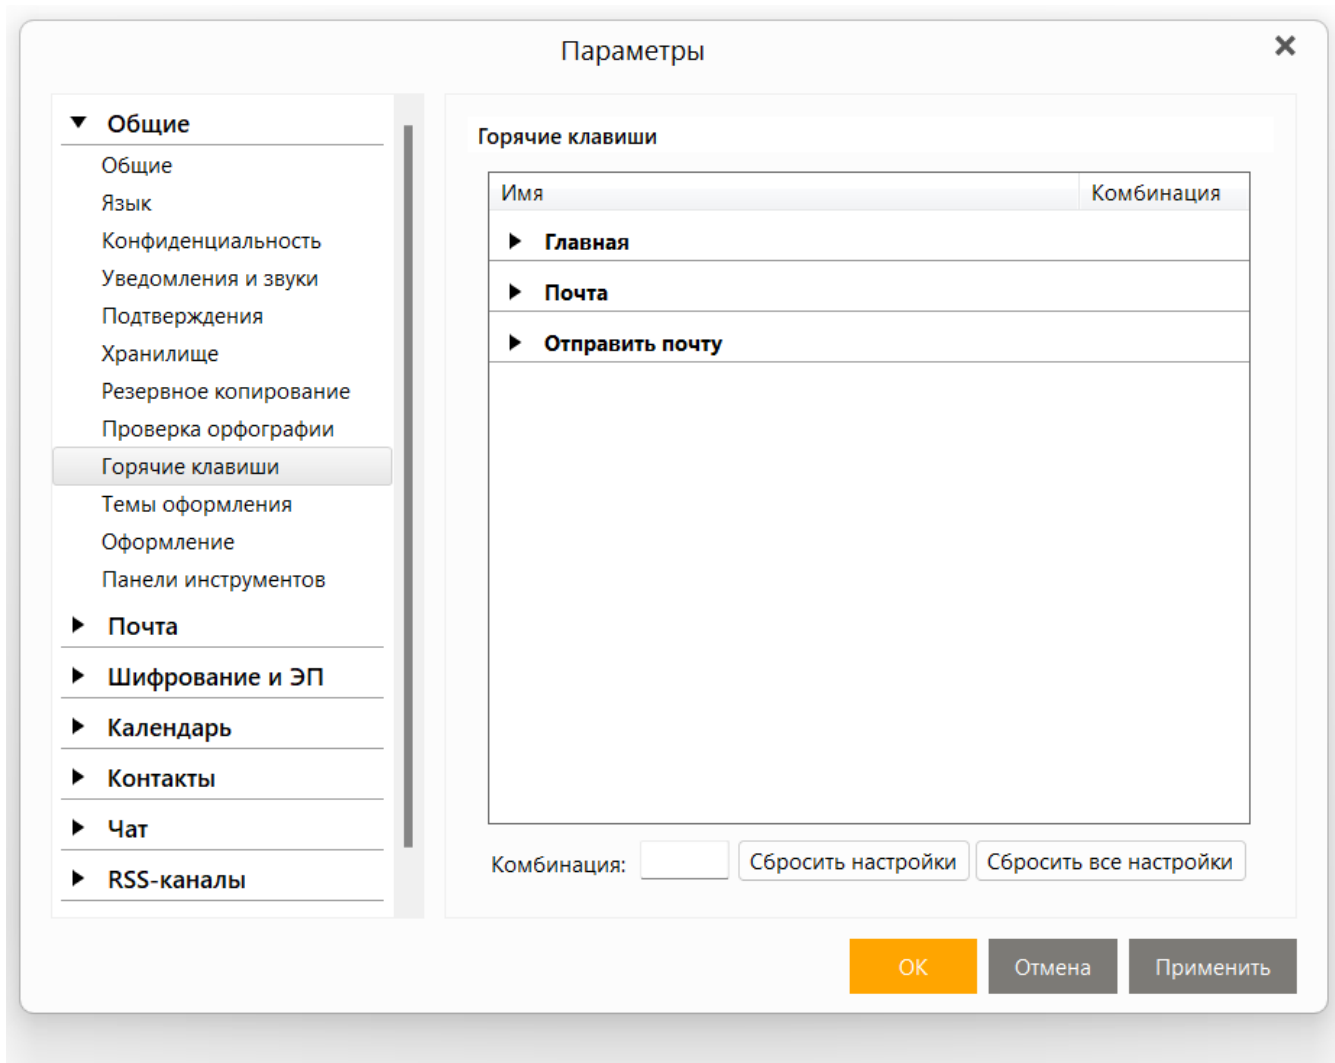 Параметры
Общие
Общие
Язык
Конфиденциальность
Уведомления и звуки
Подтверждения
Хранилище
Резервное копирование
Проверка орфографии
Горячие клавиши
Темы оформления
Оформление
Панели инструментов
Почта
Шифрование и ЭП
Календарь
Контакты
Чат
RSS-каналы
Горячие клавиши
Имя Комбинация
Главная
Почта
Отправить почту
Комбинация: Сбросить настройки Сбросить все настройки
ОК Отмена Применить